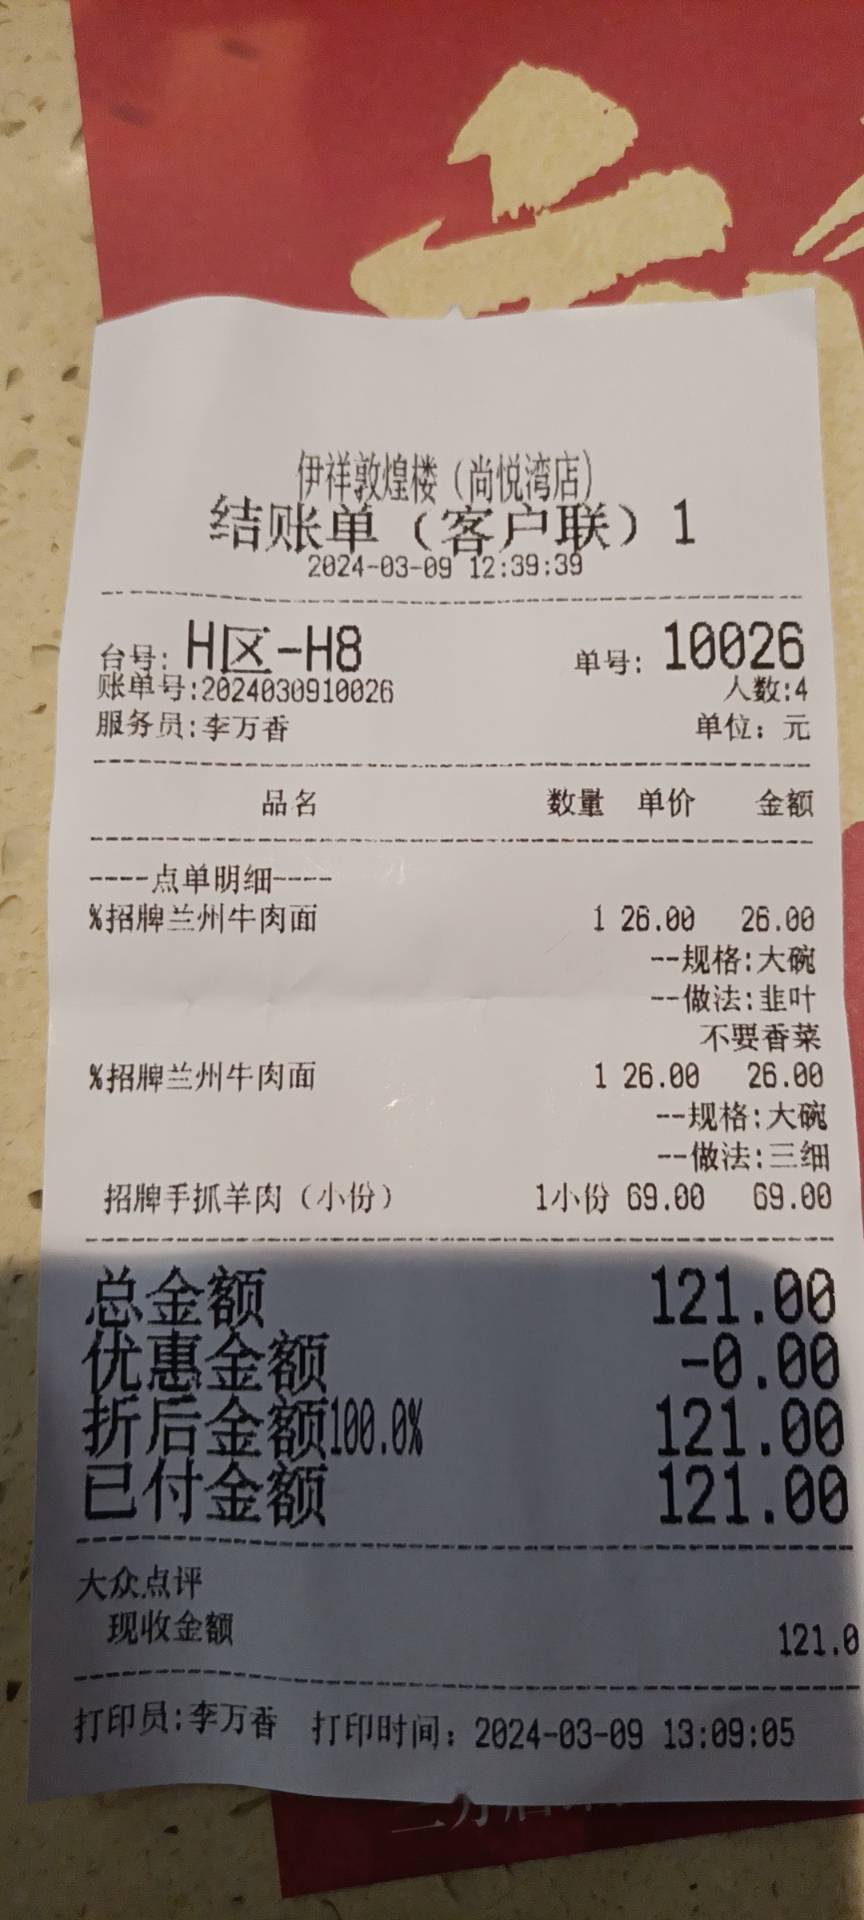 伊祥敦煌楼（尚悦湾店）
结账单（客户联）1
2024-03-09 12:39:39
台号: H区-H8 单号: 10026
账单号:2024030910026 人数:4
服务员:李万香 单位：元
品名 数量 单价 金额
----点单明细----
%招牌兰州牛肉面 1 26.00 26.00
--规格:大碗
--做法:韭叶
不要香菜
%招牌兰州牛肉面 1 26.00 26.00
--规格:大碗
--做法:三细
招牌手抓羊肉（小份） 1小份 69.00 69.00
总金额 121.00
优惠金额 -0.00
折后金额100.0% 121.00
已付金额 121.00
大众点评
现收金额 121.0
打印员:李万香 打印时间：2024-03-09 13:09:05